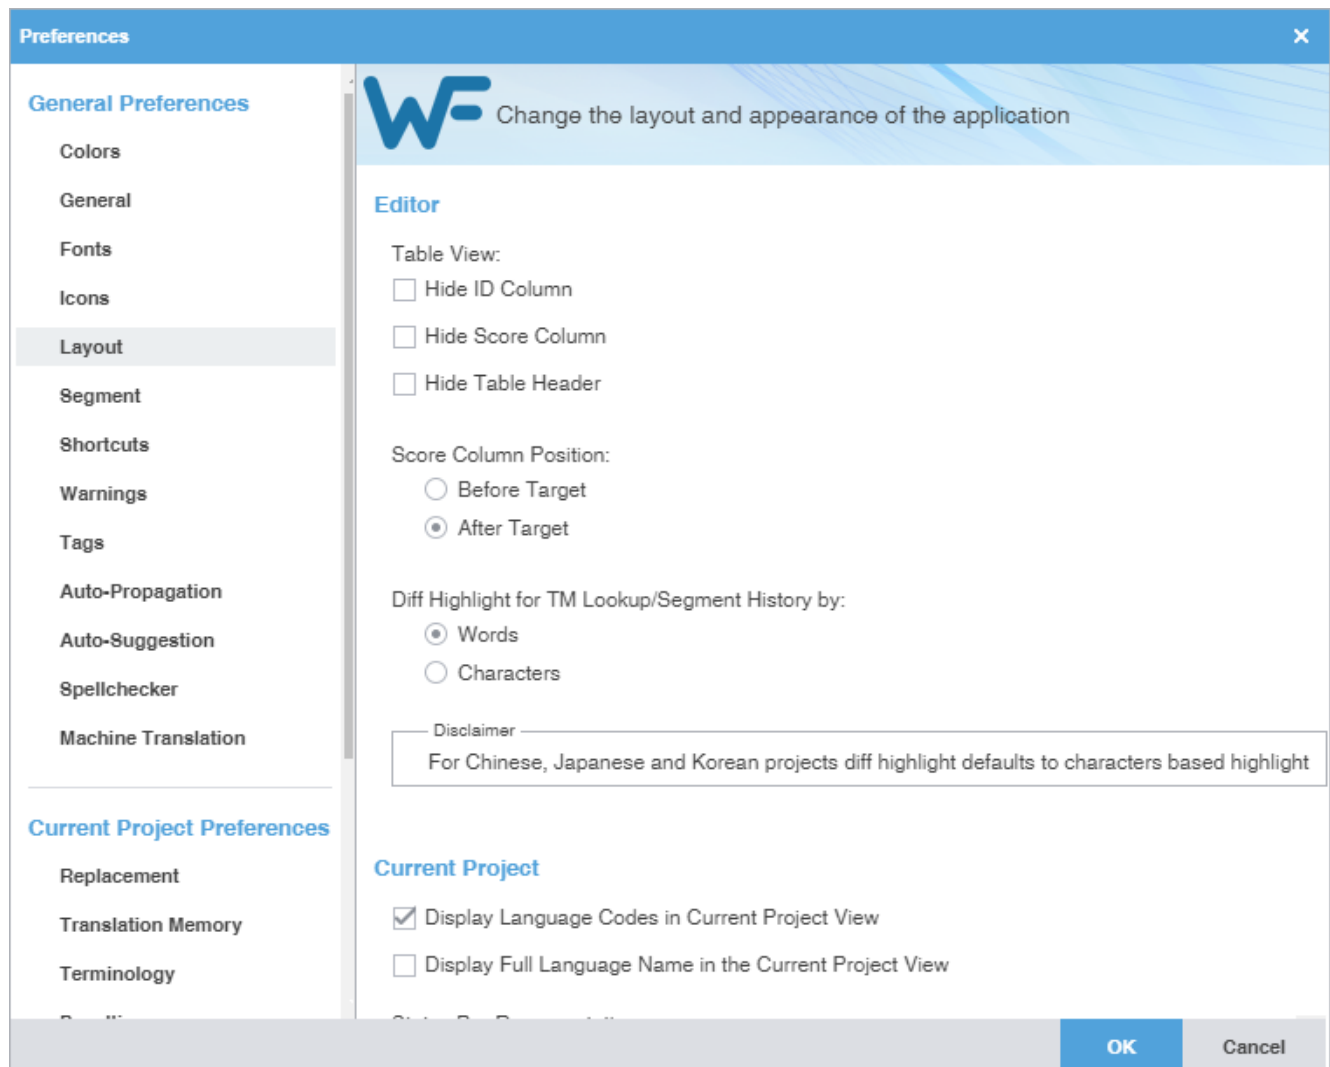 Preferences
General Preferences
Colors
General
Fonts
Icons
Layout
Segment
Shortcuts
Warnings
Tags
Auto-Propagation
Auto-Suggestion
Spellchecker
Machine Translation
Current Project Preferences
Replacement
Translation Memory
Terminology
WF
Change the layout and appearance of the application
Editor
Table View:
Hide ID Column
Hide Score Column
Hide Table Header
Score Column Position:
Before Target
After Target
Diff Highlight for TM Lookup/Segment History by:
Words
Characters
Disclaimer
For Chinese, Japanese and Korean projects diff highlight defaults to characters based highlight
Current Project
Display Language Codes in Current Project View
Display Full Language Name in the Current Project View
OK
Cancel